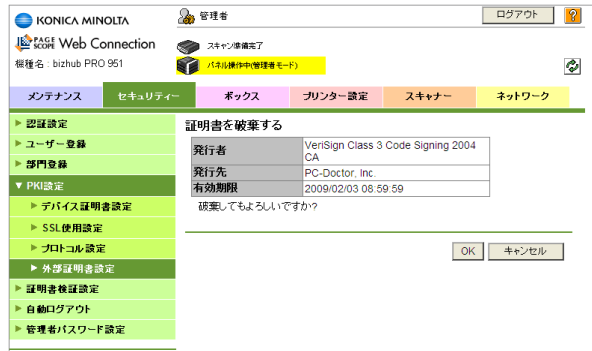 KONICA MINOLTA
管理者
ログアウト
?
PAGE SCOPE Web Connection
スキャン準備完了
機種名 : bizhub PRO 951
パネル操作中(管理者モード)
メンテナンス
セキュリティー
ボックス
プリンター設定
スキャナー
ネットワーク
認証設定
ユーザー登録
部門登録
PKI設定
デバイス証明書設定
SSL使用設定
プロトコル設定
外部証明書設定
証明書検証設定
自動ログアウト
管理者パスワード設定
証明書を破棄する
発行者
VeriSign Class 3 Code Signing 2004
CA
発行先
PC-Doctor, Inc.
有効期限
2009/02/03 08:59:59
破棄してもよろしいですか?
OK
キャンセル